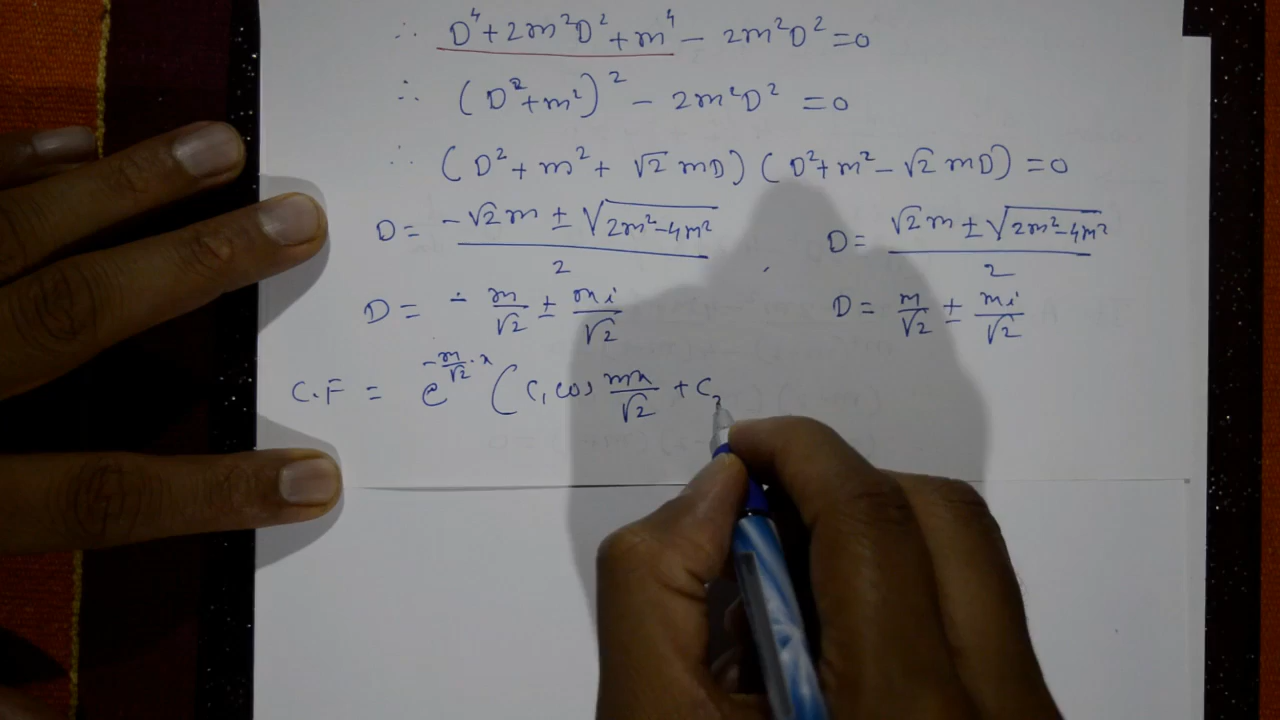 ∴ D⁴+2m²D²+m⁴ − 2m²D² = 0
∴ (D²+m²)² − 2m²D² = 0
∴ (D²+m²+ √2 mD) (D²+m²− √2 mD) = 0
D = (−√2m ± √(2m²−4m²))/2 , D = (√2m ± √(2m²−4m²))/2
D = − m/√2 ± mi/√2 D = m/√2 ± mi/√2
C.F = e^(−m/√2·x) (C₁ cos mx/√2 + C₂